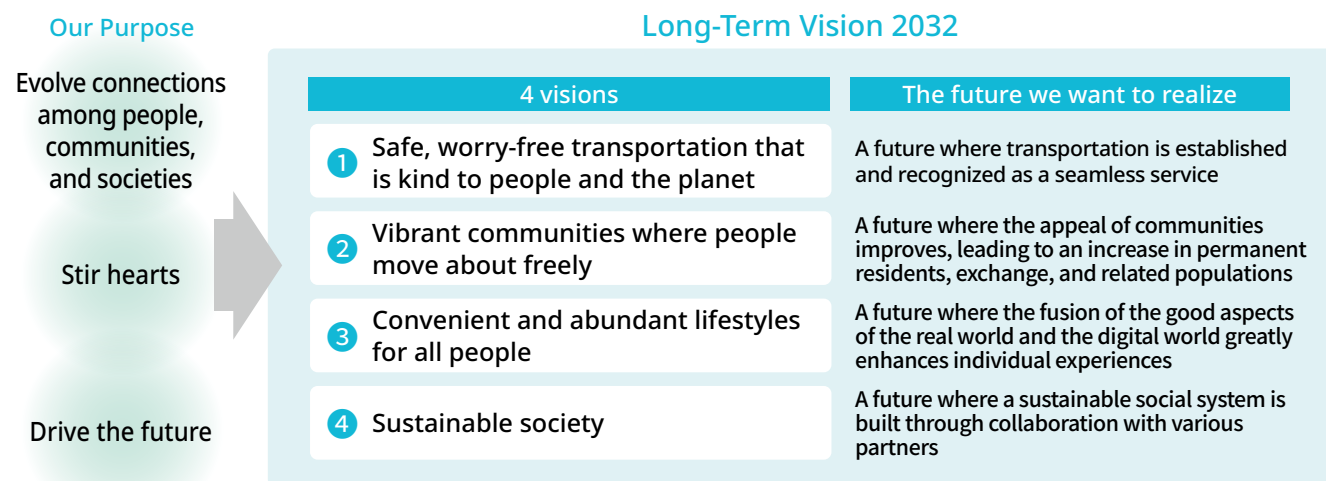 Our Purpose
Evolve connections
among people,
communities,
and societies
Stir hearts
Drive the future
Long-Term Vision 2032
4 visions
The future we want to realize
1
Safe, worry-free transportation that
is kind to people and the planet
A future where transportation is established
and recognized as a seamless service
2
Vibrant communities where people
move about freely
A future where the appeal of communities
improves, leading to an increase in permanent
residents, exchange, and related populations
3
Convenient and abundant lifestyles
for all people
A future where the fusion of the good aspects
of the real world and the digital world greatly
enhances individual experiences
4
Sustainable society
A future where a sustainable social system is
built through collaboration with various
partners